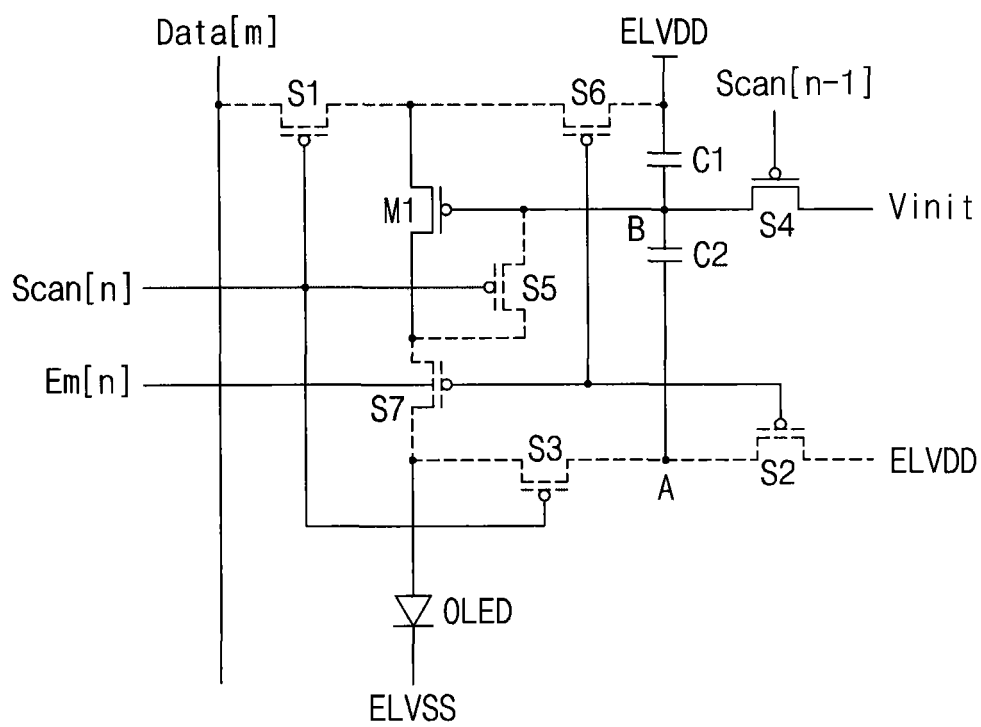 Data[m]
ELVDD
S1
S6
Scan[n-1]
C1
M1
B
S4
Vinit
C2
Scan[n]
S5
Em[n]
S7
S3
A
S2
ELVDD
OLED
ELVSS